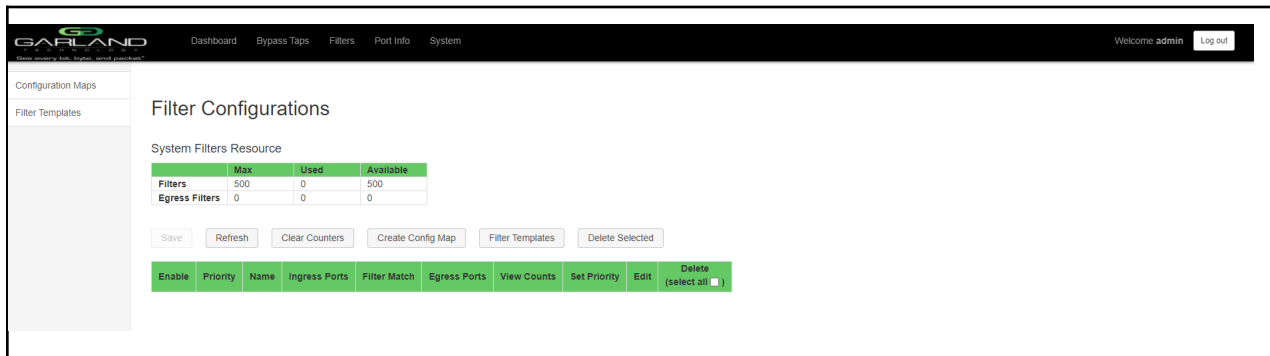 GARLAND
TECHNOLOGY
See every bit, byte, and packet®
Dashboard Bypass Taps Filters Port Info System
Welcome admin Log out
Configuration Maps
Filter Templates
Filter Configurations
System Filters Resource
Max Used Available
Filters 500 0 500
Egress Filters 0 0 0
Save Refresh Clear Counters Create Config Map Filter Templates Delete Selected
Enable Priority Name Ingress Ports Filter Match Egress Ports View Counts Set Priority Edit Delete
(select all )